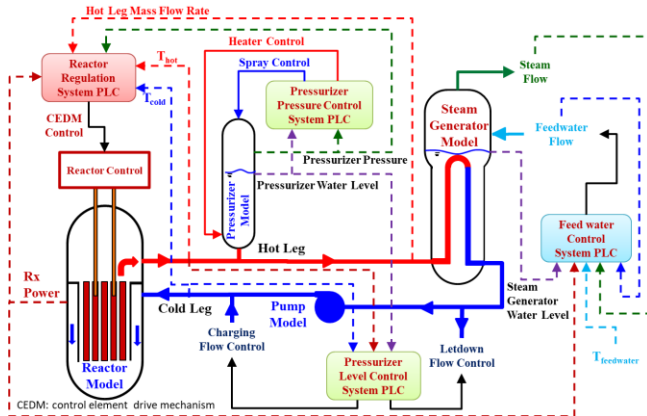 Hot Leg Mass Flow Rate
Reactor
Regulation
System PLC
T_hot
T_cold
Heater Control
Spray Control
Pressurizer
Pressure Control
System PLC
Steam
Flow
CEDM
Control
Steam
Generator
Model
Feedwater
Flow
Pressurizer Pressure
Pressurizer Water Level
Reactor Control
Pressurizer
Model
Feed water
Control
System PLC
Hot Leg
Rx
Power
Cold Leg
Pump
Model
Steam
Generator
Water Level
Charging
Flow Control
Letdown
Flow Control
T_feedwater
Reactor
Model
Pressurizer
Level Control
System PLC
CEDM: control element drive mechanism